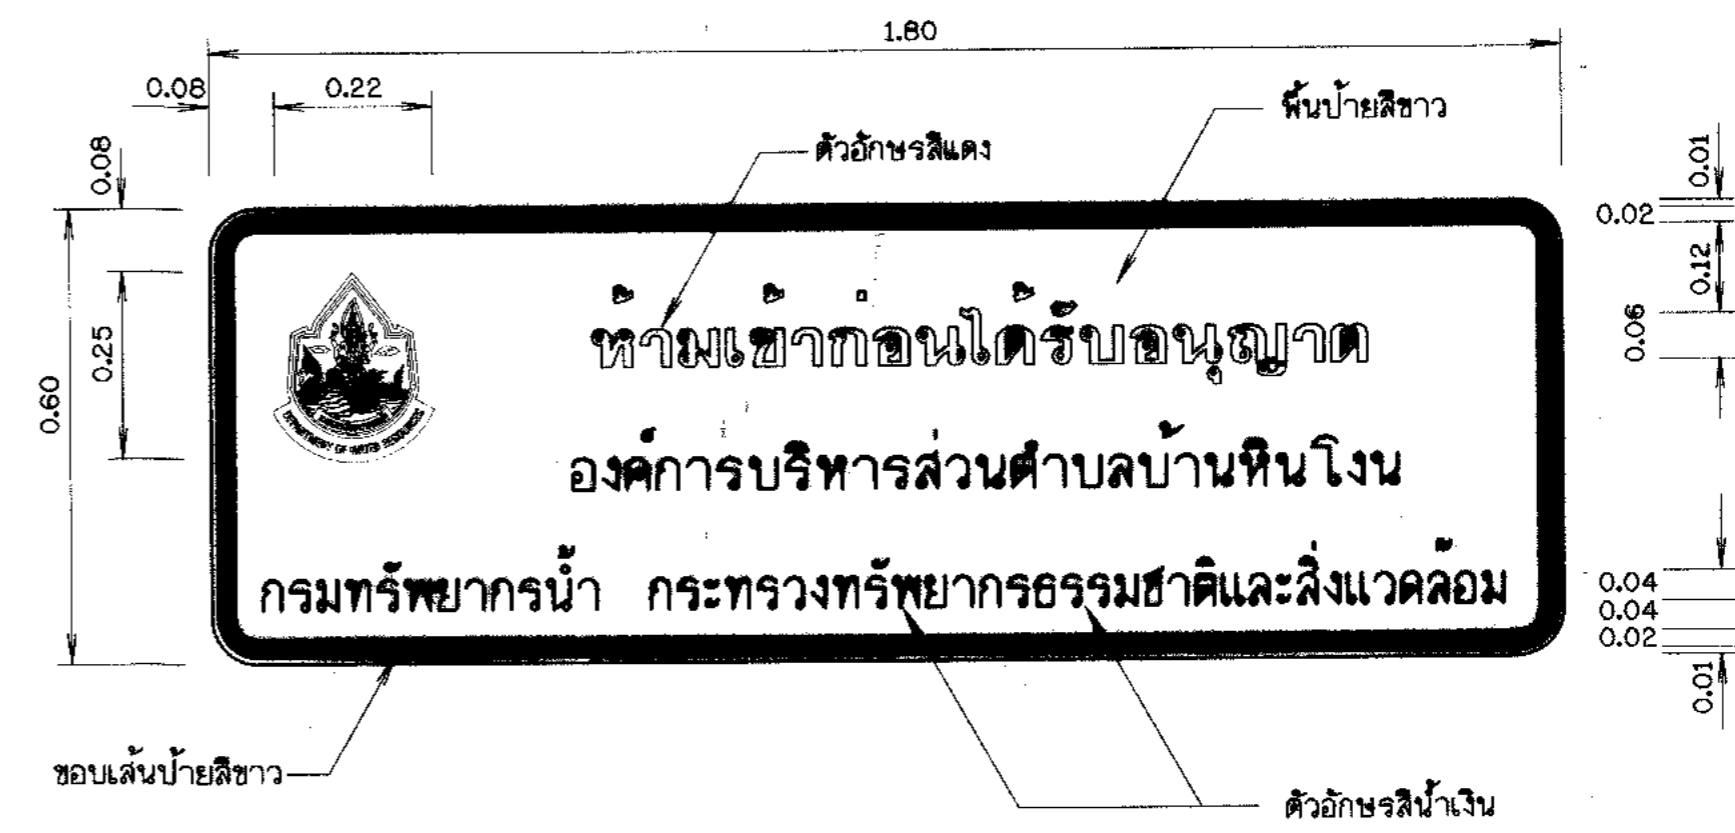 1.80
0.08
0.22
พื้นป้ายสีขาว
ตัวอักษรสีแดง
0.08
0.01
0.02
0.12
0.06
0.25
0.60
ห้ามเข้าก่อนได้รับอนุญาต
DEPARTMENT OF WATER RESOURCES
องค์การบริหารส่วนตำบลบ้านหินโงน
กรมทรัพยากรน้ำ กระทรวงทรัพยากรธรรมชาติและสิ่งแวดล้อม
0.04
0.04
0.02
0.01
ขอบเส้นป้ายสีขาว
ตัวอักษรสีน้ำเงิน